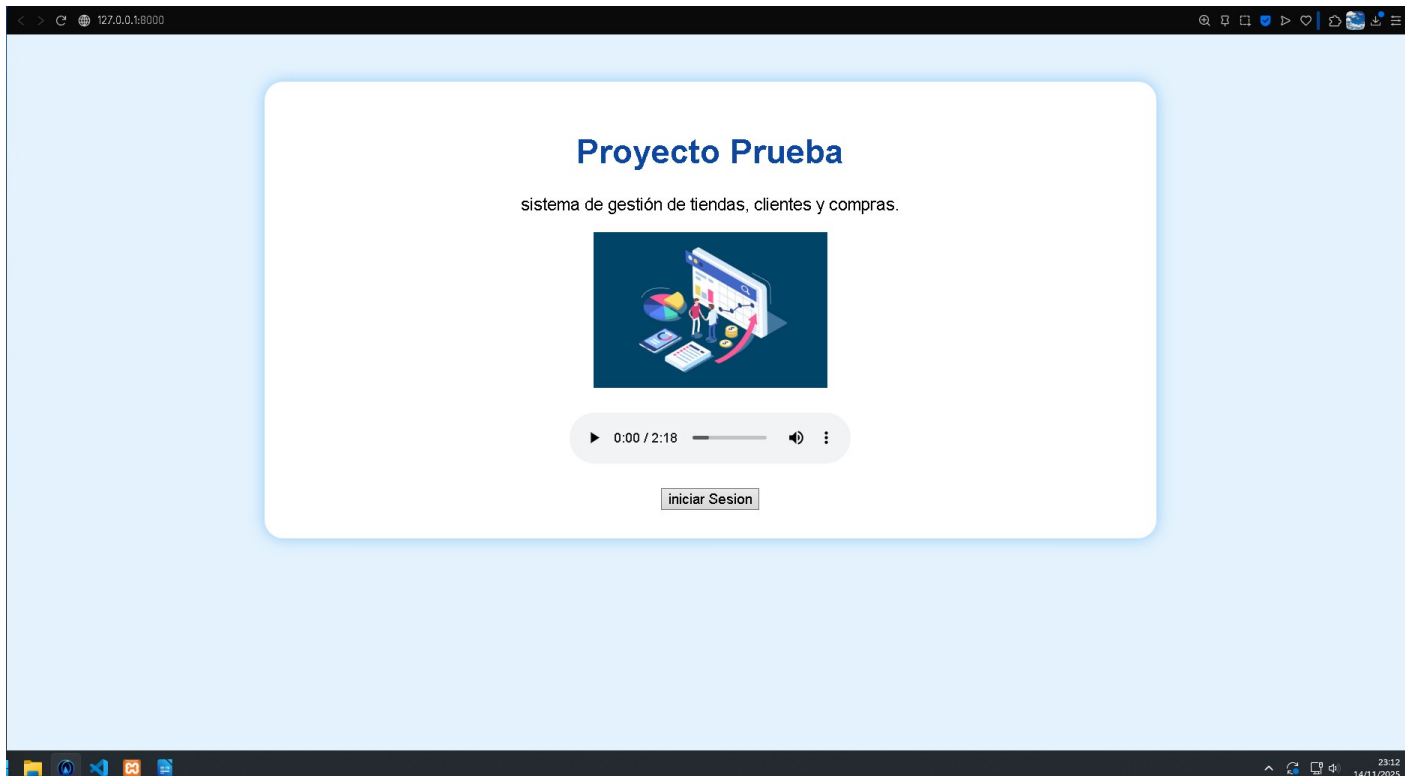 127.0.0.1:8000
Proyecto Prueba
sistema de gestión de tiendas, clientes y compras.
0:00 / 2:18
iniciar Sesion
23:12
14/11/2025